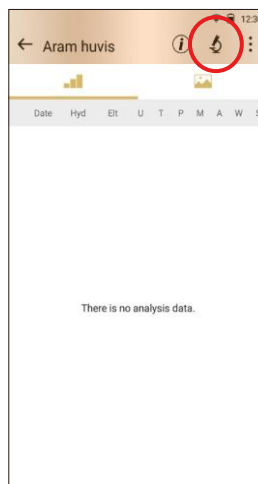 12:3
Aram huvis
Date Hyd Elt U T P M A W S
There is no analysis data.